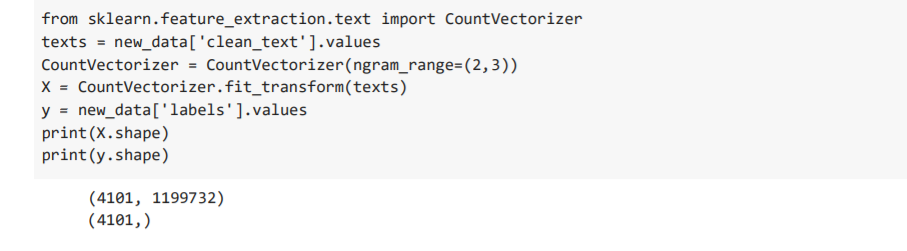 from sklearn.feature_extraction.text import CountVectorizer
texts = new_data['clean_text'].values
CountVectorizer = CountVectorizer(ngram_range=(2,3))
X = CountVectorizer.fit_transform(texts)
y = new_data['labels'].values
print(X.shape)
print(y.shape)
(4101, 1199732)
(4101,)